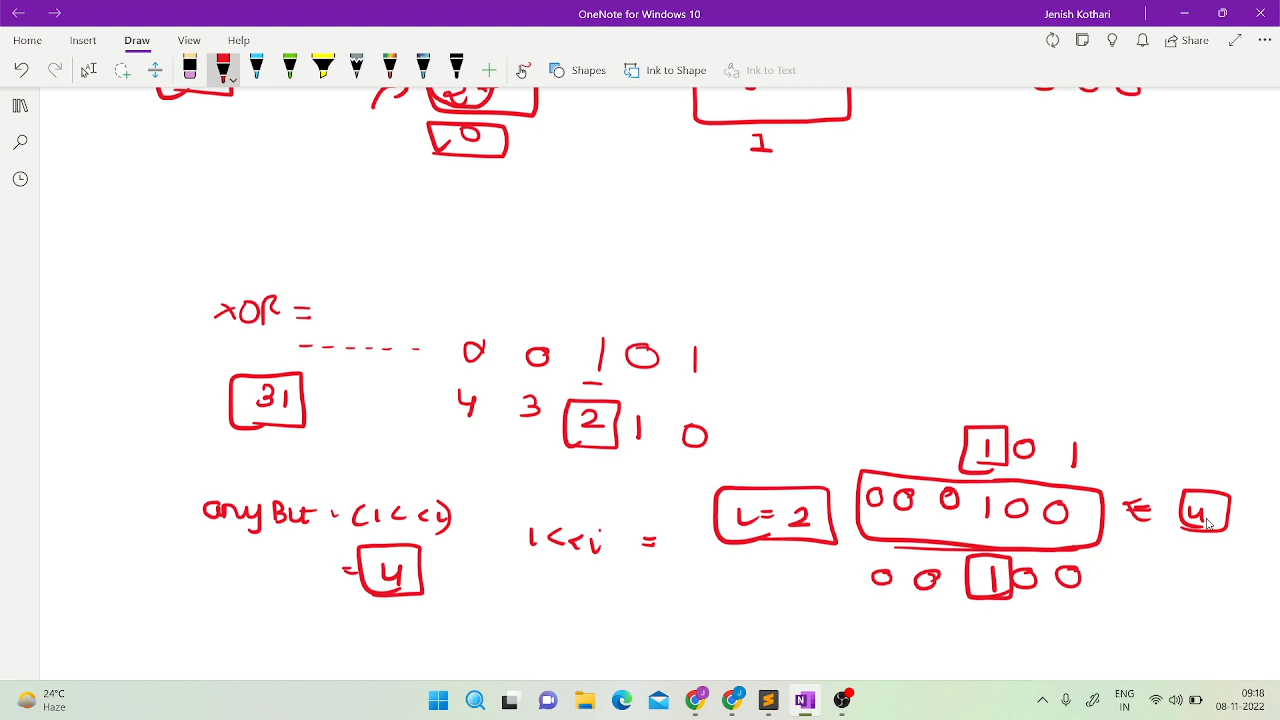 OneNote for Windows 10
Jenish Kothari
Home Insert Draw View Help
Share
Shapes Ink to Shape Ink to Text
0
1
XOR =
------ 0 0 1 0 1
31
4 3 2 1 0
1 0 1
i=2 0 0 0 1 0 0 = 4
any But . (1<<i)
1<<i =
= 4
0 0 1 0 0
24°C
Haze
ENG
IN
09:18
08-11-2022